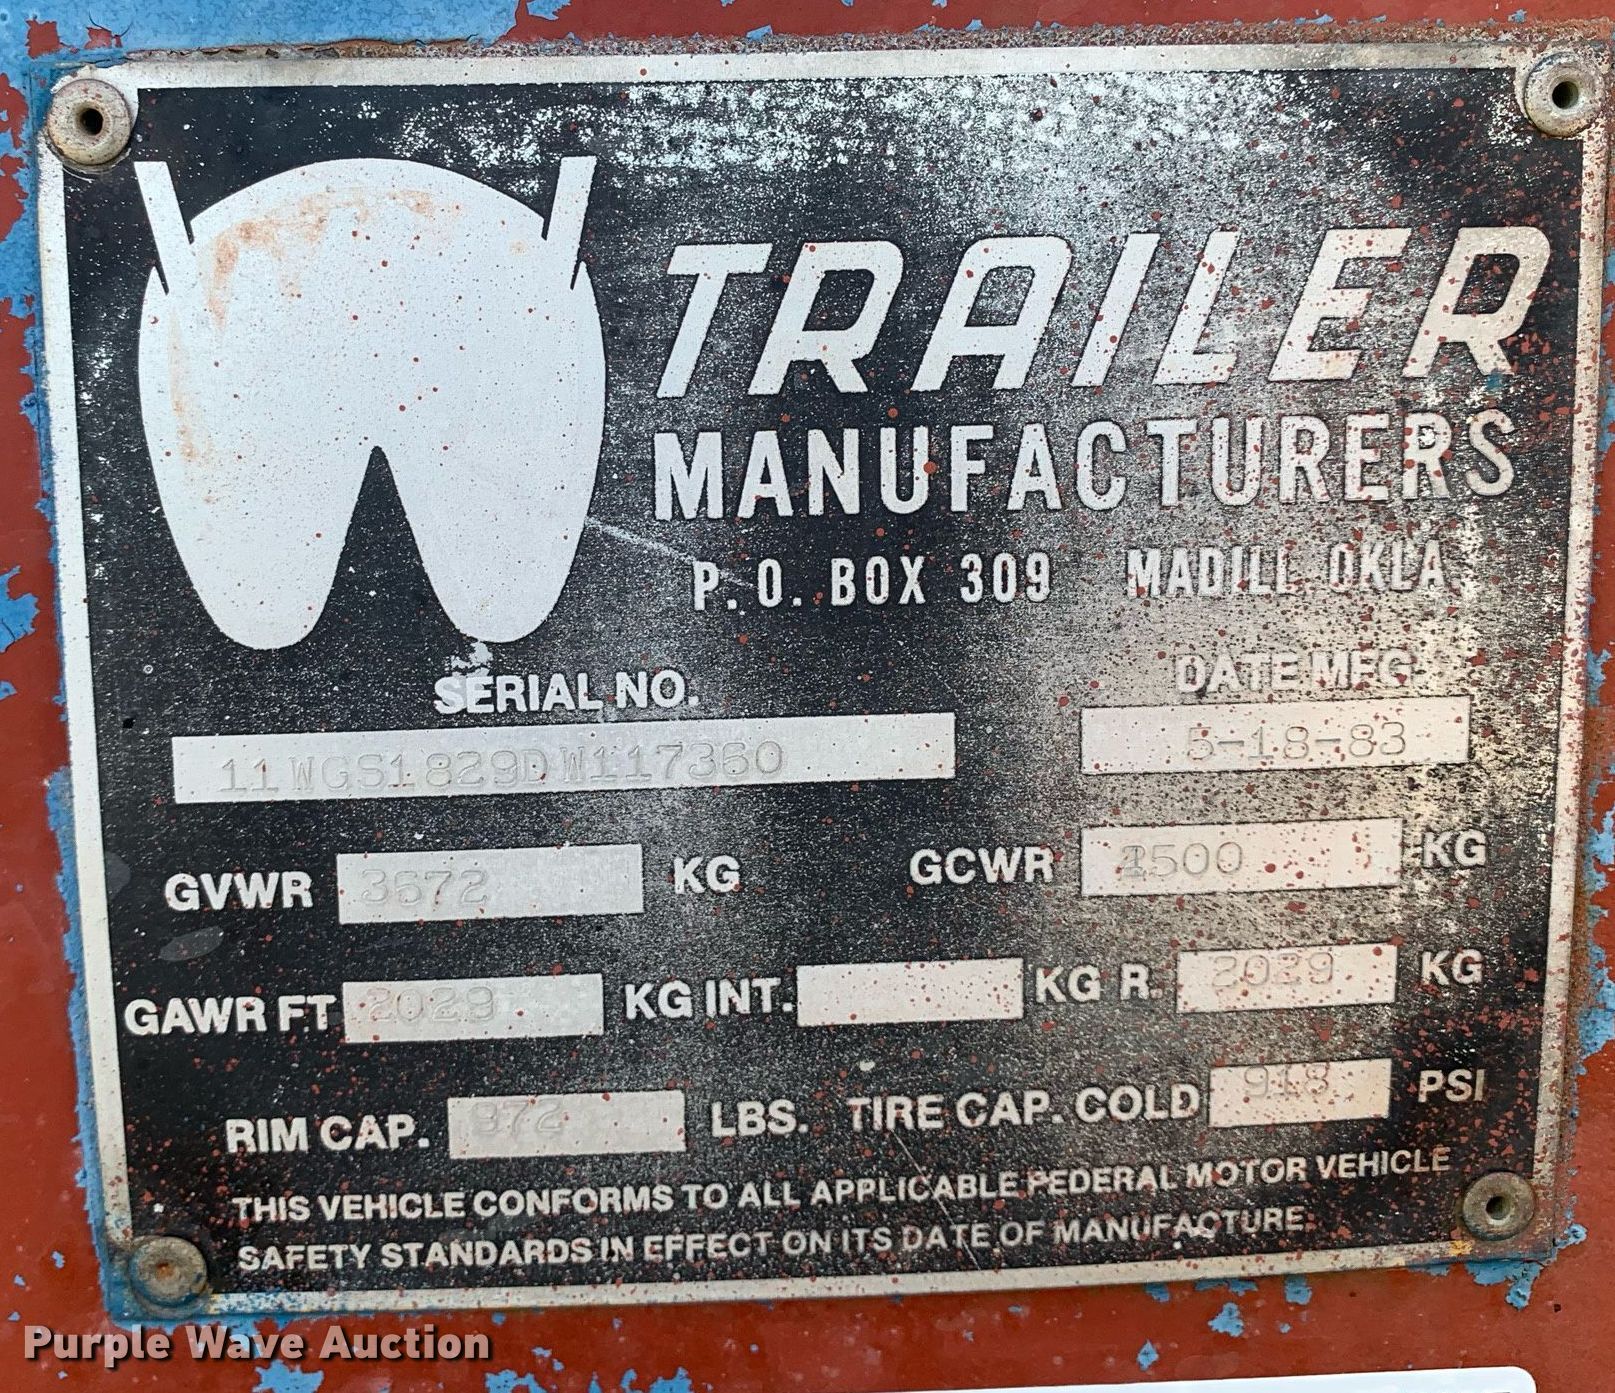 W TRAILER
MANUFACTURERS
P.O. BOX 309 MADILL OKLA
SERIAL NO. DATE MFG.
11WGS1829DW117360 5-18-83
GVWR 3672 KG GCWR KG
GAWR FT 2029 KG INT. KG R. 2029 KG
RIM CAP. 972 LBS. TIRE CAP. COLD 918 PSI
THIS VEHICLE CONFORMS TO ALL APPLICABLE FEDERAL MOTOR VEHICLE
SAFETY STANDARDS IN EFFECT ON ITS DATE OF MANUFACTURE.
Purple Wave Auction